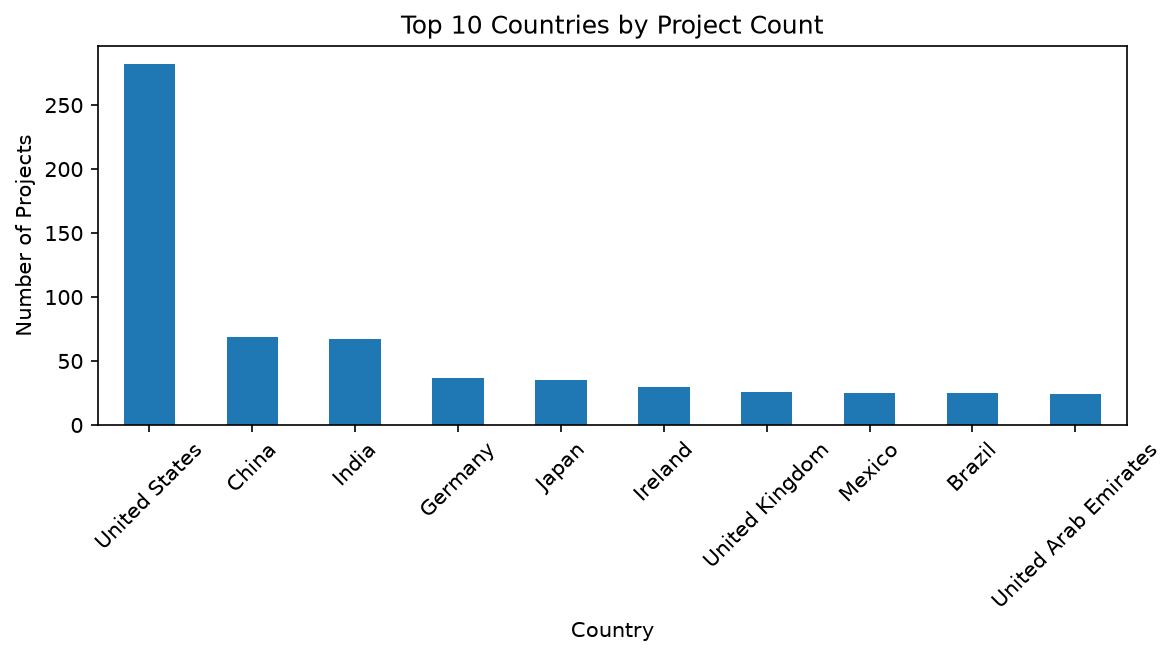 Top 10 Countries by Project Count
Number of Projects
250
200
150
100
50
0
United States
China
India
Germany
Japan
Ireland
United Kingdom
Mexico
Brazil
United Arab Emirates
Country